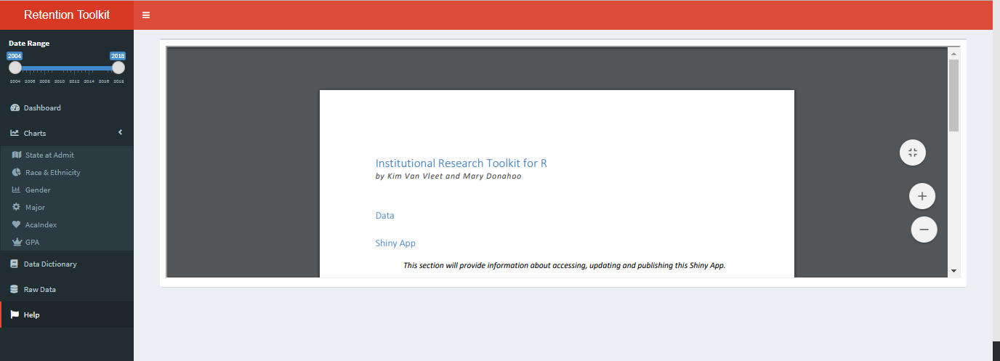 Retention Toolkit
Date Range
2004 2018
2004 2006 2008 2010 2012 2014 2016 2018
Dashboard
Charts
State at Admit
Race & Ethnicity
Gender
Major
AcaIndex
GPA
Data Dictionary
Raw Data
Help
Institutional Research Toolkit for R
by Kim Van Vleet and Mary Donahoo
Data
Shiny App
This section will provide information about accessing, updating and publishing this Shiny App.